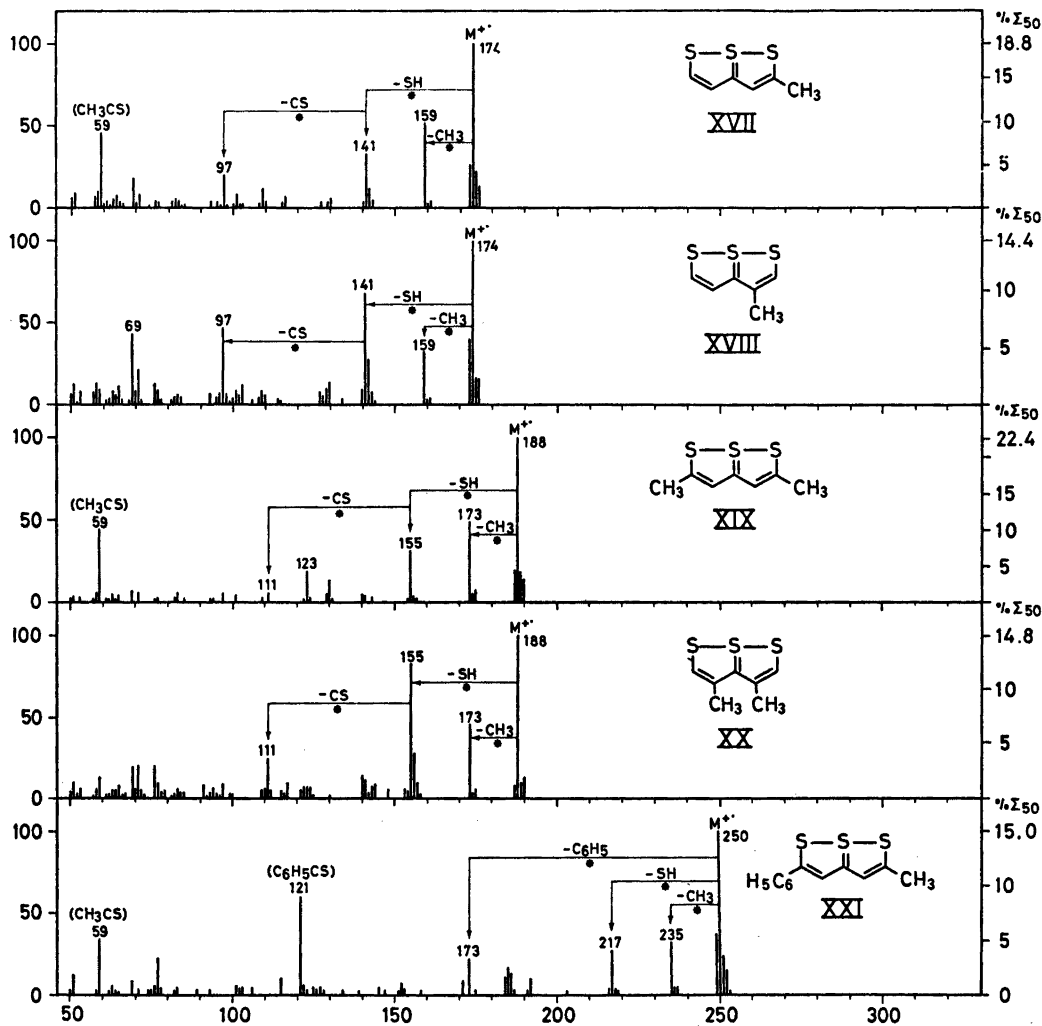 %Σ50
M+·
174
100
18.8
S S S
–SH
15
–CS
CH3
(CH3CS)
59
159
XVII
50
–CH3
10
141
97
5
0
0
%Σ50
M+·
174
100
14.4
S S S
141
–SH
10
69
97
–CS
–CH3
CH3
50
159
XVIII
5
0
0
%Σ50
M+·
188
100
22.4
S S S
–SH
–CS
CH3 CH3
15
(CH3CS)
59
173
XIX
50
–CH3
10
155
123
5
111
0
0
%Σ50
M+·
188
100
14.8
S S S
155
–SH
–CS
10
CH3 CH3
173
50
–CH3
XX
111
5
0
0
%Σ50
M+·
250
100
15.0
S S S
–C6H5
(C6H5CS)
121
–SH
H5C6 CH3
10
–CH3
(CH3CS)
59
XXI
50
173
217
235
5
0
0
50 100 150 200 250 300